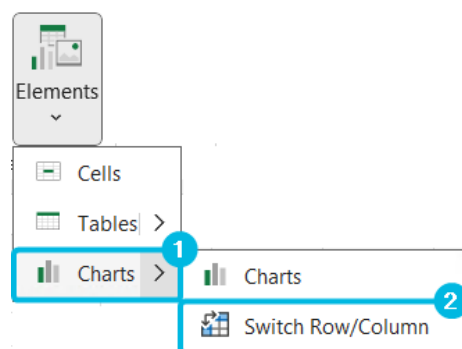 Elements
Cells
Tables
1
Charts
Charts
2
Switch Row/Column